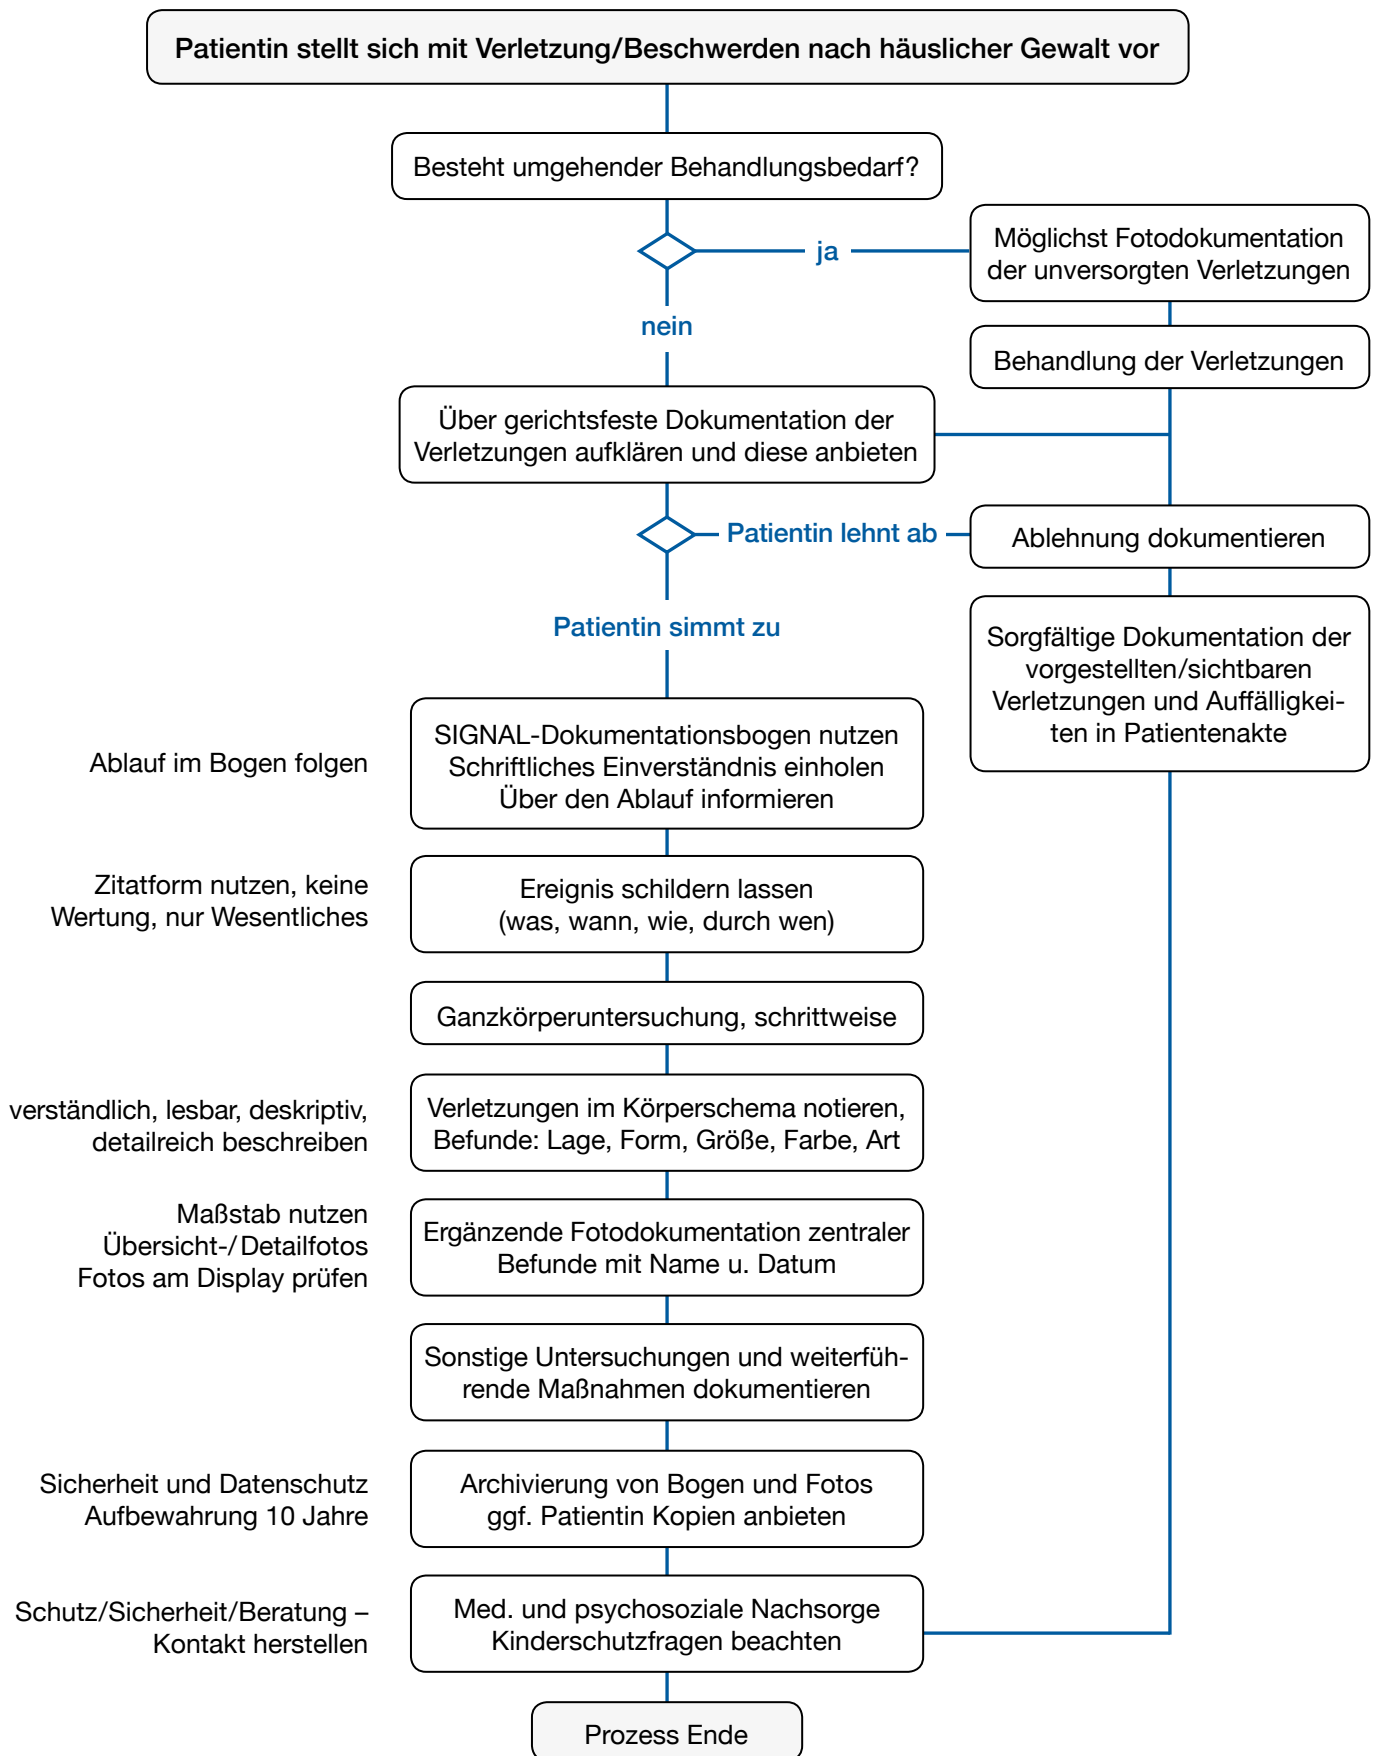 Patientin stellt sich mit Verletzung/Beschwerden nach häuslicher Gewalt vor
Besteht umgehender Behandlungsbedarf?
ja
Möglichst Fotodokumentation
der unversorgten Verletzungen
nein
Behandlung der Verletzungen
Über gerichtsfeste Dokumentation der
Verletzungen aufklären und diese anbieten
Patientin lehnt ab
Ablehnung dokumentieren
Patientin simmt zu
Sorgfältige Dokumentation der
vorgestellten/sichtbaren
Verletzungen und Auffälligkei-
ten in Patientenakte
Ablauf im Bogen folgen
SIGNAL-Dokumentationsbogen nutzen
Schriftliches Einverständnis einholen
Über den Ablauf informieren
Zitatform nutzen, keine
Wertung, nur Wesentliches
Ereignis schildern lassen
(was, wann, wie, durch wen)
Ganzkörperuntersuchung, schrittweise
verständlich, lesbar, deskriptiv,
detailreich beschreiben
Verletzungen im Körperschema notieren,
Befunde: Lage, Form, Größe, Farbe, Art
Maßstab nutzen
Übersicht-/Detailfotos
Fotos am Display prüfen
Ergänzende Fotodokumentation zentraler
Befunde mit Name u. Datum
Sonstige Untersuchungen und weiterfüh-
rende Maßnahmen dokumentieren
Sicherheit und Datenschutz
Aufbewahrung 10 Jahre
Archivierung von Bogen und Fotos
ggf. Patientin Kopien anbieten
Schutz/Sicherheit/Beratung –
Kontakt herstellen
Med. und psychosoziale Nachsorge
Kinderschutzfragen beachten
Prozess Ende